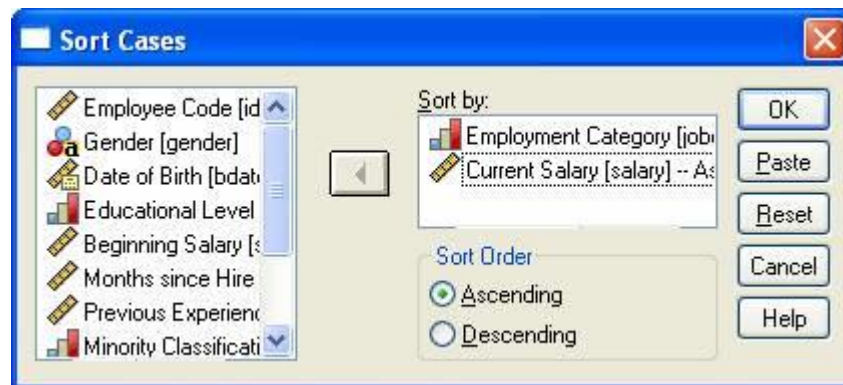 Sort Cases
Employee Code [id
Gender [gender]
Date of Birth [bdat
Educational Level
Beginning Salary [s
Months since Hire
Previous Experien
Minority Classificati
Sort by:
Employment Category [job
Current Salary [salary] -- As
Sort Order
Ascending
Descending
OK
Paste
Reset
Cancel
Help